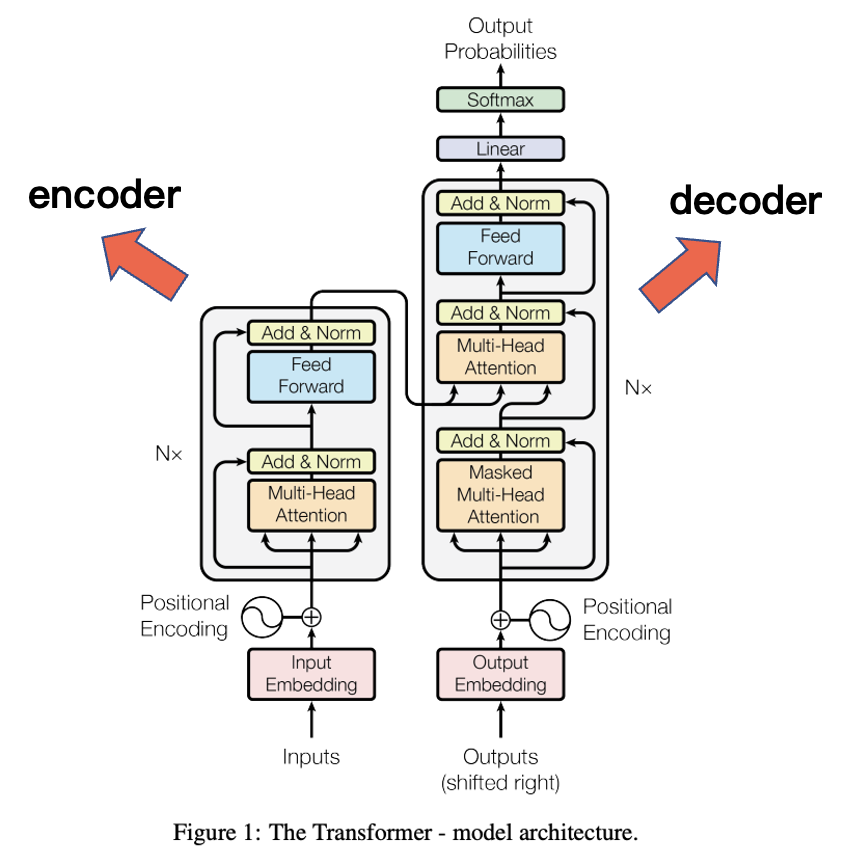 Output
Probabilities
Softmax
Linear
encoder
decoder
Add & Norm
Feed
Forward
Add & Norm
Multi-Head
Attention
Add & Norm
Masked
Multi-Head
Attention
N×
Add & Norm
Feed
Forward
Add & Norm
Multi-Head
Attention
N×
Positional
Encoding
Positional
Encoding
Input
Embedding
Output
Embedding
Inputs
Outputs
(shifted right)
Figure 1: The Transformer - model architecture.